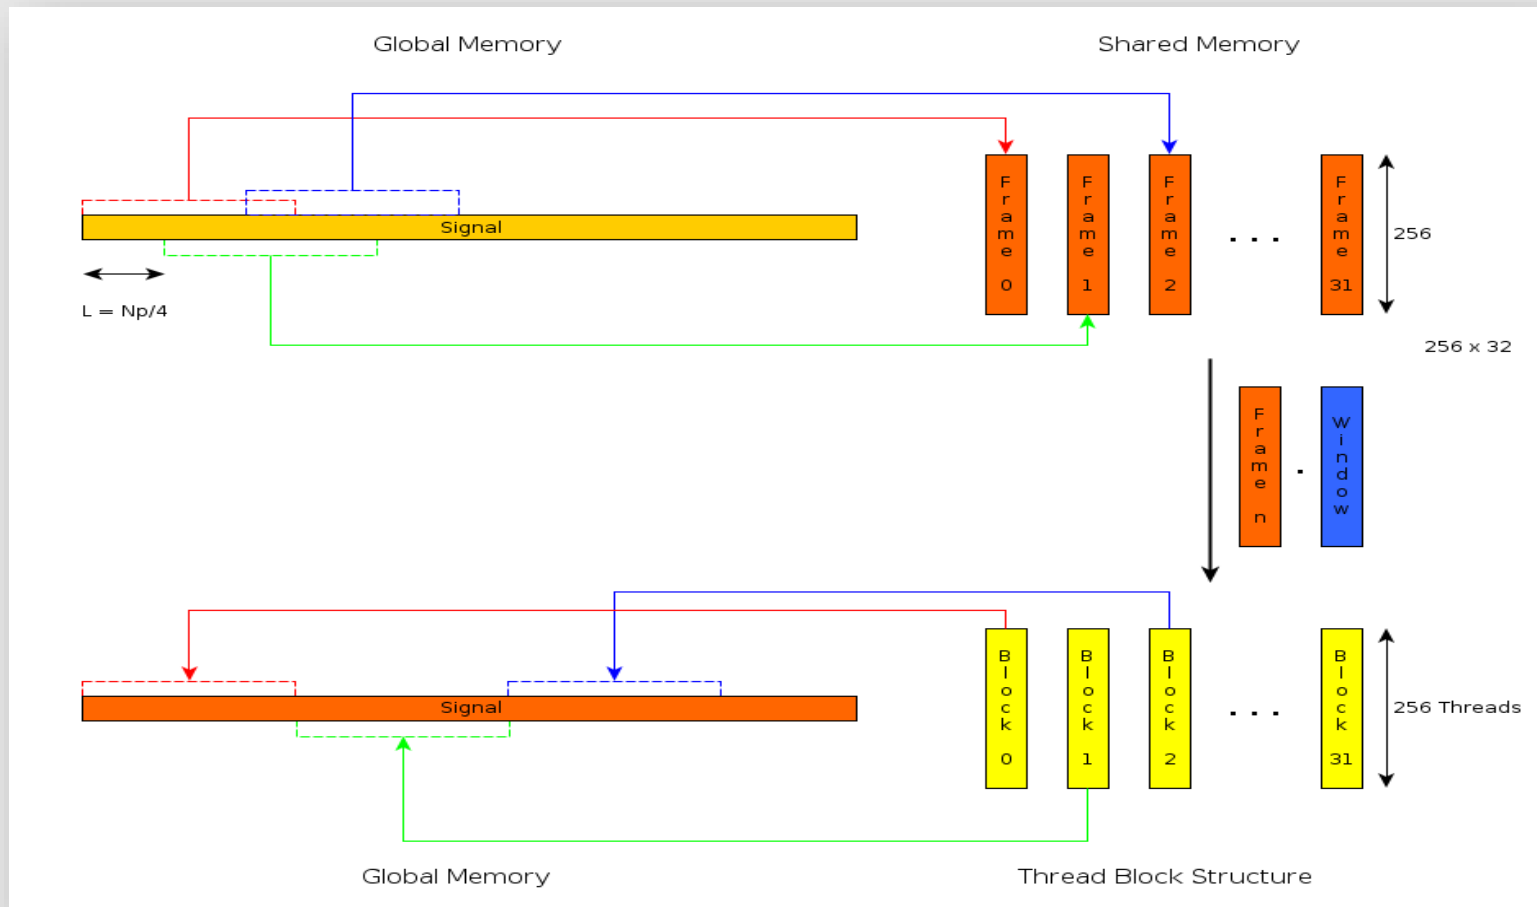 Global Memory
Shared Memory
Signal
L = Np/4
Frame 0
Frame 1
Frame 2
. . .
Frame 31
256
256 x 32
Frame n
.
Window
Signal
Block 0
Block 1
Block 2
. . .
Block 31
256 Threads
Global Memory
Thread Block Structure